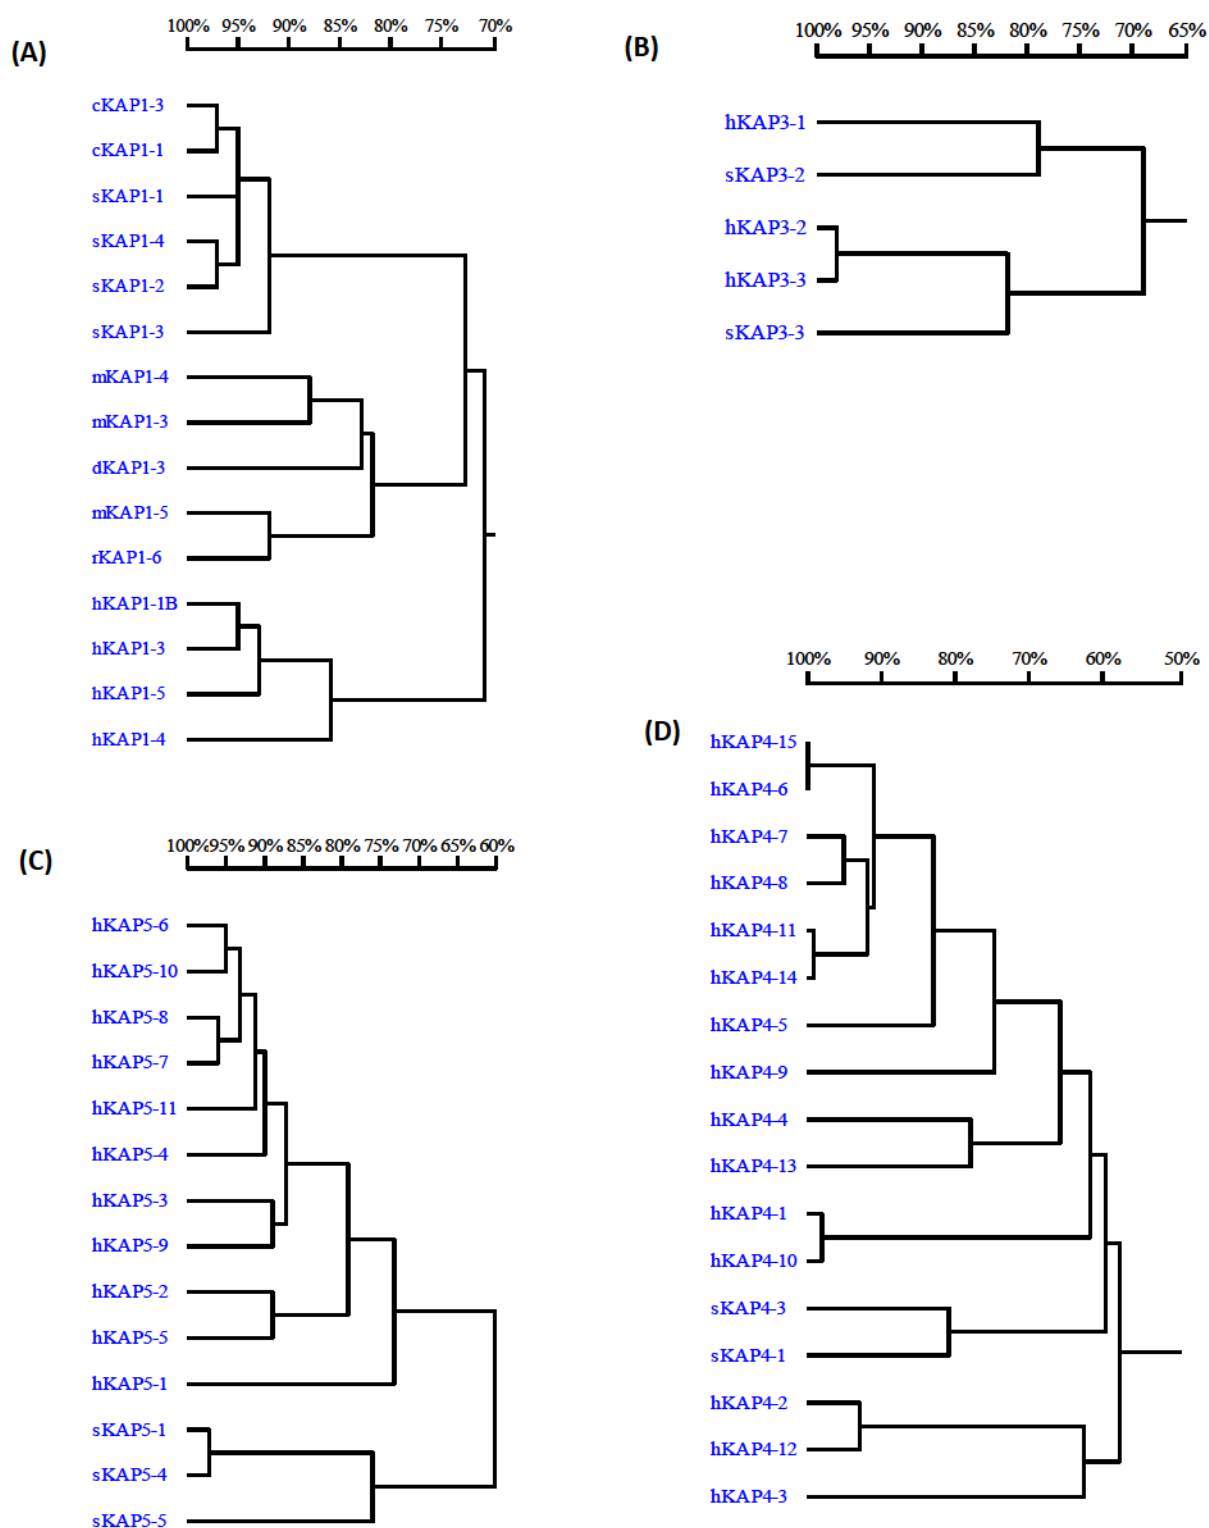 (A)
100% 95% 90% 85% 80% 75% 70%
cKAP1-3
cKAP1-1
sKAP1-1
sKAP1-4
sKAP1-2
sKAP1-3
mKAP1-4
mKAP1-3
dKAP1-3
mKAP1-5
rKAP1-6
hKAP1-1B
hKAP1-3
hKAP1-5
hKAP1-4
(B)
100% 95% 90% 85% 80% 75% 70% 65%
hKAP3-1
sKAP3-2
hKAP3-2
hKAP3-3
sKAP3-3
(C)
100% 95% 90% 85% 80% 75% 70% 65% 60%
hKAP5-6
hKAP5-10
hKAP5-8
hKAP5-7
hKAP5-11
hKAP5-4
hKAP5-3
hKAP5-9
hKAP5-2
hKAP5-5
hKAP5-1
sKAP5-1
sKAP5-4
sKAP5-5
(D)
100% 90% 80% 70% 60% 50%
hKAP4-15
hKAP4-6
hKAP4-7
hKAP4-8
hKAP4-11
hKAP4-14
hKAP4-5
hKAP4-9
hKAP4-4
hKAP4-13
hKAP4-1
hKAP4-10
sKAP4-3
sKAP4-1
hKAP4-2
hKAP4-12
hKAP4-3